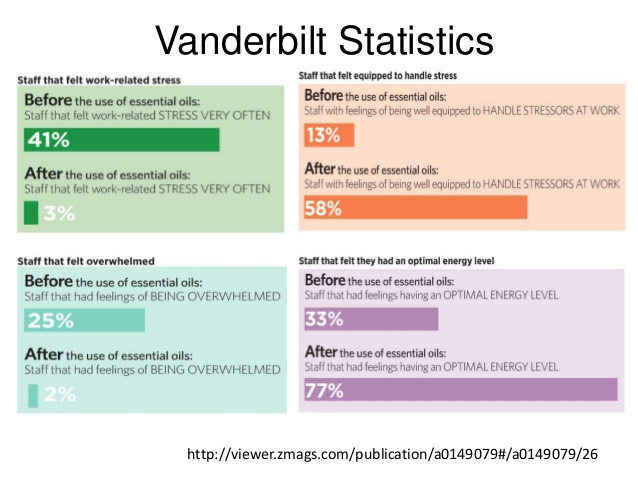 Vanderbilt Statistics
Staff that felt work-related stress
Before the use of essential oils:
Staff that felt work-related STRESS VERY OFTEN
41%
After the use of essential oils:
Staff that felt work-related STRESS VERY OFTEN
3%
Staff that felt equipped to handle stress
Before the use of essential oils:
Staff with feelings of being well equipped to HANDLE STRESSORS AT WORK
13%
After the use of essential oils:
Staff with feelings of being well equipped to HANDLE STRESSORS AT WORK
58%
Staff that felt overwhelmed
Before the use of essential oils:
Staff that had feelings of BEING OVERWHELMED
25%
After the use of essential oils:
Staff that had feelings of BEING OVERWHELMED
2%
Staff that felt they had an optimal energy level
Before the use of essential oils:
Staff that had feelings having an OPTIMAL ENERGY LEVEL
33%
After the use of essential oils:
Staff that had feelings having an OPTIMAL ENERGY LEVEL
77%
http://viewer.zmags.com/publication/a0149079#/a0149079/26